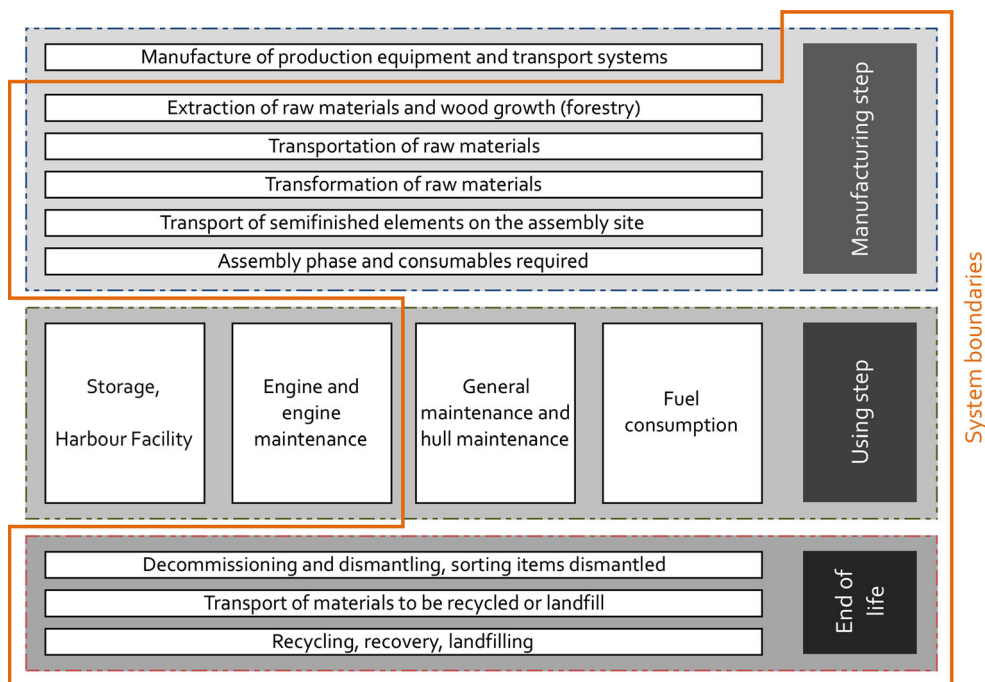 Manufacture of production equipment and transport systems
Extraction of raw materials and wood growth (forestry)
Transportation of raw materials
Transformation of raw materials
Transport of semifinished elements on the assembly site
Assembly phase and consumables required
Manufacturing step
Storage,
Harbour Facility
Engine and
engine
maintenance
General
maintenance and
hull maintenance
Fuel
consumption
Using step
Decommissioning and dismantling, sorting items dismantled
Transport of materials to be recycled or landfill
Recycling, recovery, landfilling
End of
life
System boundaries